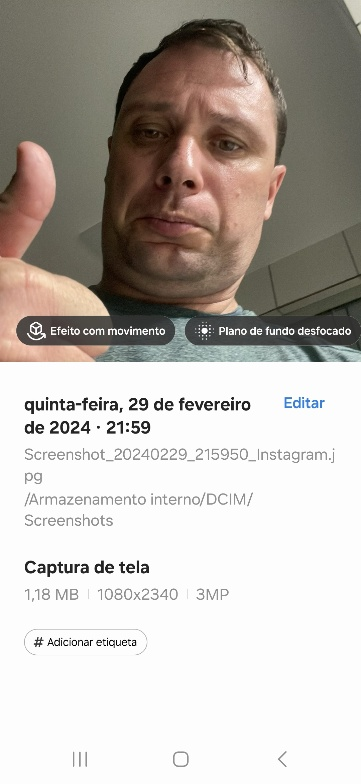 Efeito com movimento
Plano de fundo desfocado
quinta-feira, 29 de fevereiro
de 2024 · 21:59
Editar
Screenshot_20240229_215950_Instagram.j
pg
/Armazenamento interno/DCIM/
Screenshots
Captura de tela
1,18 MB | 1080x2340 | 3MP
# Adicionar etiqueta